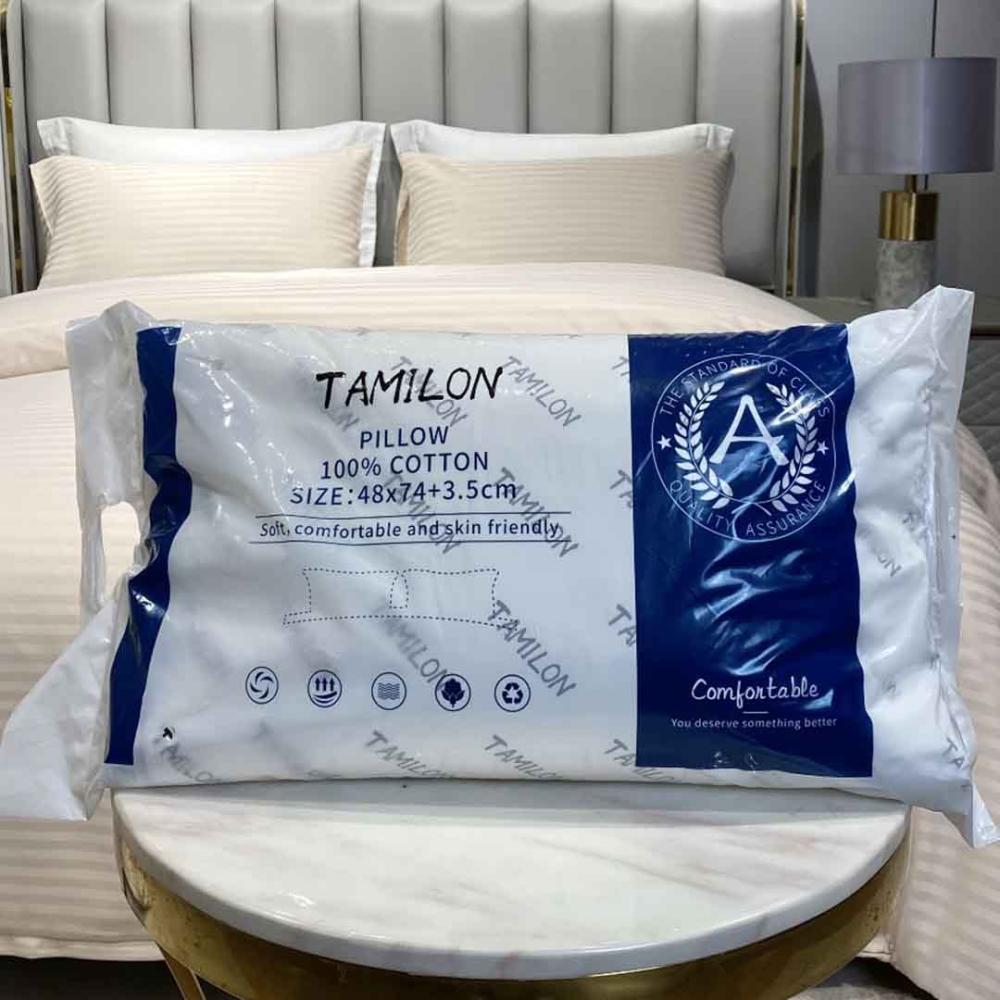 TAMILON
PILLOW
100% COTTON
SIZE:48x74+3.5cm
Soft, comfortable and skin friendly
THE STANDARD OF CLASS
A
QUALITY ASSURANCE
Comfortable
You deserve something better
TAMILON
TAMILON
TAMILON
TAMILON
TAMILON
TAMILON
TAMILON